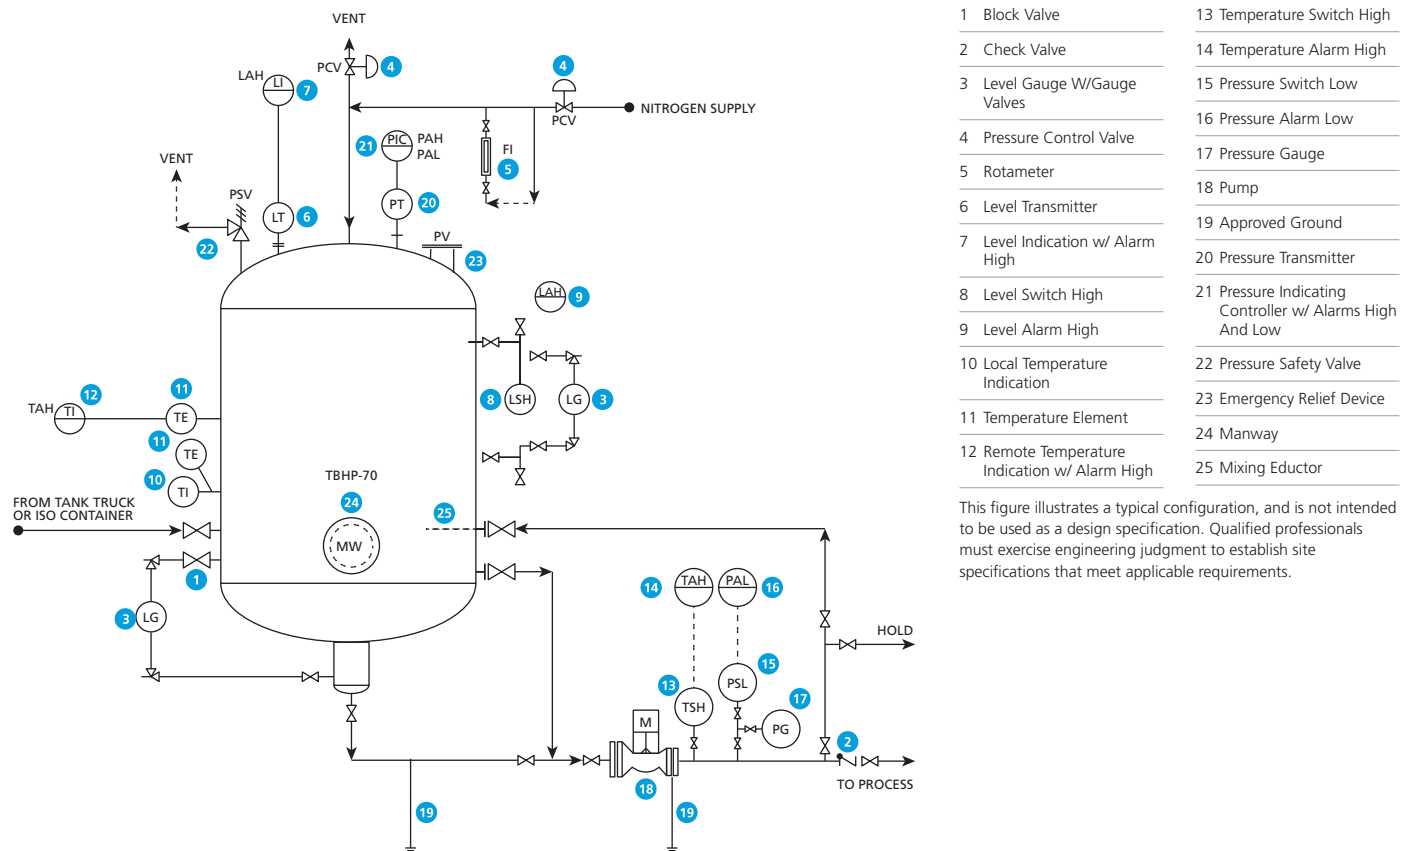 VENT
PCV
4
LAH
LI
7
4
PCV
NITROGEN SUPPLY
21
PIC
PAH
PAL
FI
5
VENT
PSV
22
LT
6
PT
20
PV
23
LAH
9
8
LSH
LG
3
TAH
TI
12
11
TE
11
TE
10
TI
FROM TANK TRUCK
OR ISO CONTAINER
TBHP-70
24
MW
25
1
3
LG
14
TAH
PAL
16
HOLD
13
TSH
15
PSL
17
PG
M
18
2
TO PROCESS
19
19
1 Block Valve
2 Check Valve
3 Level Gauge W/Gauge
Valves
4 Pressure Control Valve
5 Rotameter
6 Level Transmitter
7 Level Indication w/ Alarm
High
8 Level Switch High
9 Level Alarm High
10 Local Temperature
Indication
11 Temperature Element
12 Remote Temperature
Indication w/ Alarm High
13 Temperature Switch High
14 Temperature Alarm High
15 Pressure Switch Low
16 Pressure Alarm Low
17 Pressure Gauge
18 Pump
19 Approved Ground
20 Pressure Transmitter
21 Pressure Indicating
Controller w/ Alarms High
And Low
22 Pressure Safety Valve
23 Emergency Relief Device
24 Manway
25 Mixing Eductor
This figure illustrates a typical configuration, and is not intended
to be used as a design specification. Qualified professionals
must exercise engineering judgment to establish site
specifications that meet applicable requirements.